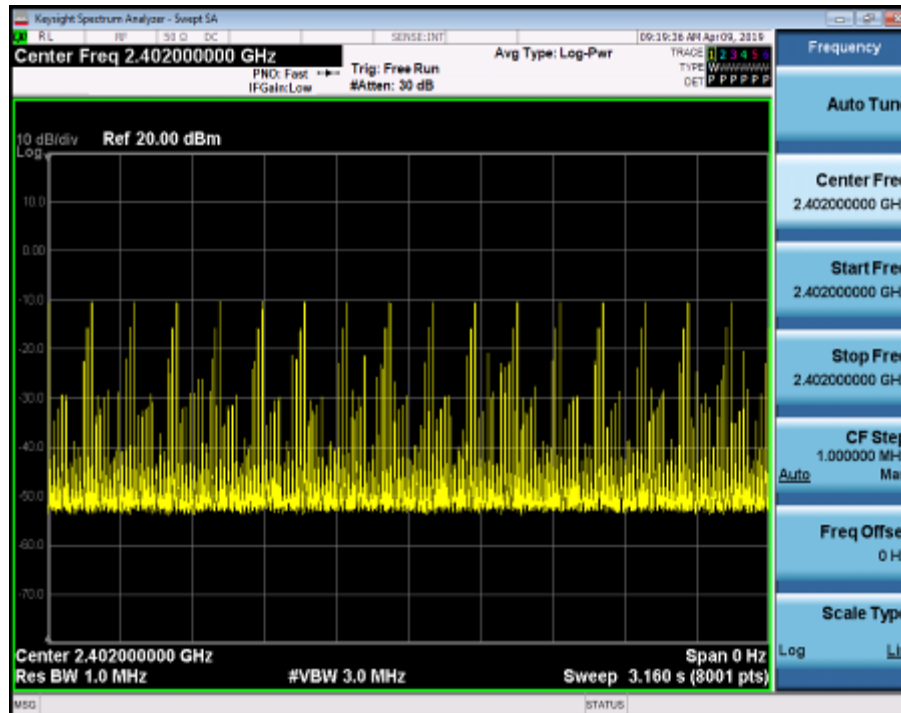 Keysight Spectrum Analyzer - Swept SA
RL RF 50 Ω DC SENSE:INT 09:19:36 AM Apr 09, 2019
Center Freq 2.402000000 GHz Avg Type: Log-Pwr TRACE 1 2 3 4 5 6
PNO: Fast Trig: Free Run TYPE WWWWWW
IFGain:Low #Atten: 30 dB DET P P P P P P
10 dB/div Ref 20.00 dBm
Log
10.0
0.00
-10.0
-20.0
-30.0
-40.0
-50.0
-60.0
-70.0
Center 2.402000000 GHz Span 0 Hz
Res BW 1.0 MHz #VBW 3.0 MHz Sweep 3.160 s (8001 pts)
MSG STATUS
Frequency
Auto Tun
Center Fre
2.402000000 GH
Start Fre
2.402000000 GH
Stop Fre
2.402000000 GH
CF Step
1.000000 MH
Auto Ma
Freq Offse
0 H
Scale Type
Log Li